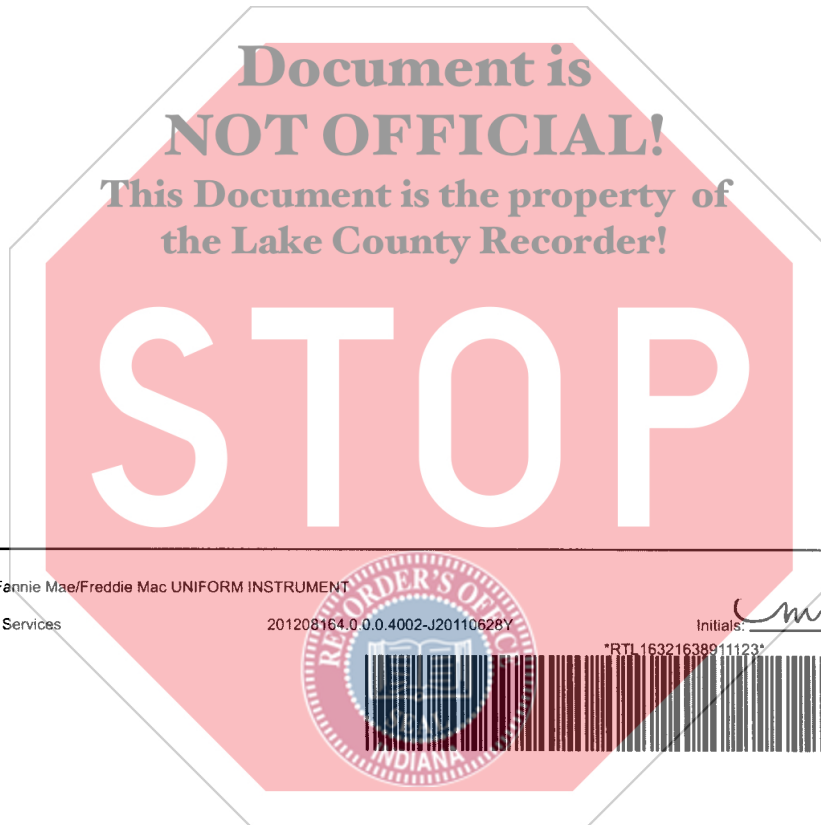 Document is
NOT OFFICIAL!
This Document is the property of
the Lake County Recorder!
STOP
Fannie Mae/Freddie Mac UNIFORM INSTRUMENT
Services 201208164.0.0.0.4002-J20110628Y Initials:
*RTL16321638911123*
RECORDER'S OFFICE
SEAL
INDIANA